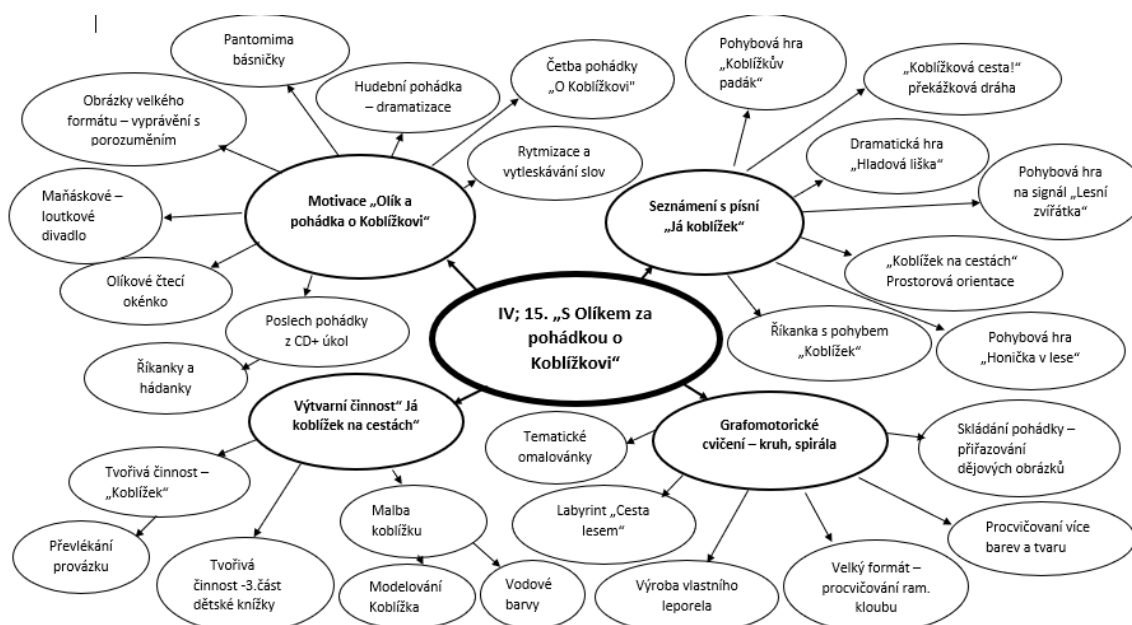 Pantomima
básničky
Obrázky velkého
formátu – vyprávění s
porozuměním
Hudební pohádka
– dramatizace
Četba pohádky
„O Koblížkovi"
Rytmizace a
vytleskávání slov
Maňáskové –
loutkové
divadlo
Motivace „Olík a
pohádka o Koblížkovi“
Olíkové čtecí
okénko
Poslech pohádky
z CD+ úkol
Říkanky a
hádanky
Pohybová hra
„Koblížkův
padák“
„Koblížková cesta!“
překážková dráha
Dramatická hra
„Hladová liška“
Pohybová hra
na signál „Lesní
zvířátka“
Seznámení s písní
„Já koblížek“
„Koblížek na cestách“
Prostorová orientace
Říkanka s pohybem
„Koblížek“
Pohybová hra
„Honička v lese“
IV; 15. „S Olíkem za
pohádkou o
Koblížkovi“
Výtvarní činnost“ Já
koblížek na cestách“
Tvořivá činnost –
„Koblížek“
Převlékání
provázku
Tvořivá
činnost -3.část
dětské knížky
Malba
koblížku
Modelování
Koblížka
Vodové
barvy
Grafomotorické
cvičení – kruh, spirála
Tematické
omalovánky
Labyrint „Cesta
lesem“
Výroba vlastního
leporela
Velký formát –
procvičování ram.
kloubu
Procvičovaní více
barev a tvaru
Skládání pohádky –
přiřazování
dějových obrázků